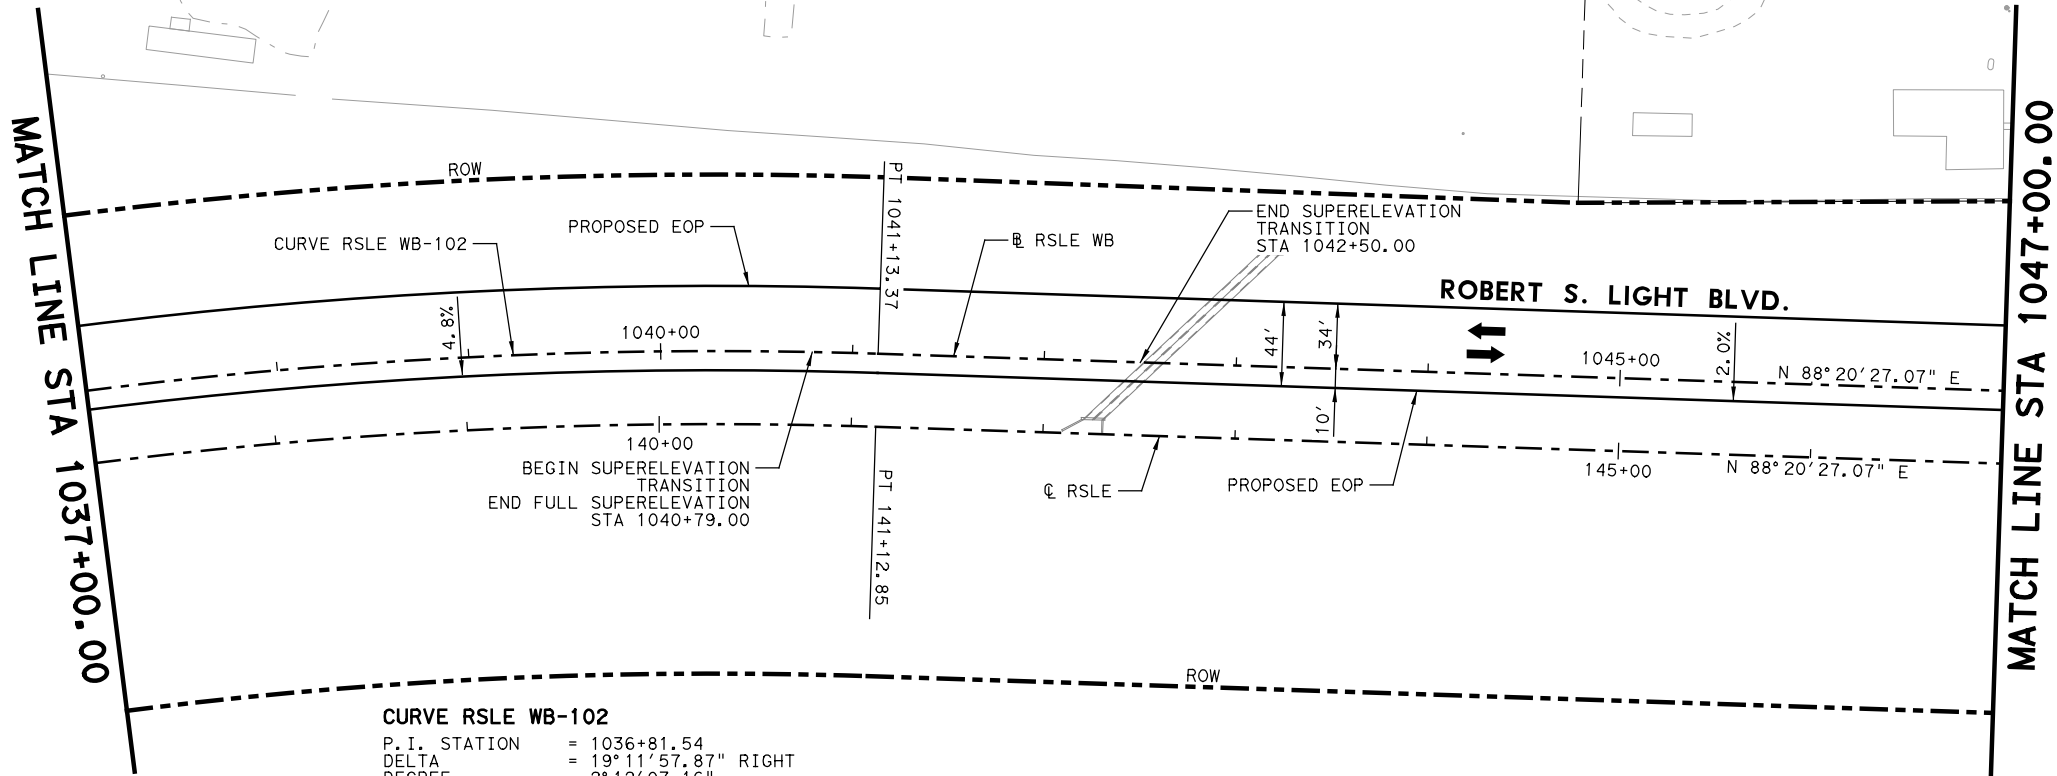 MATCH LINE STA 1037+00.00
ROW
PROPOSED EOP
CURVE RSLE WB-102
PT 1041+13.37
RSLE WB
END SUPERELEVATION
TRANSITION
STA 1042+50.00
ROBERT S. LIGHT BLVD.
4.8%
1040+00
44'
34'
10'
1045+00
2.0%
N 88°20'27.07" E
140+00
BEGIN SUPERELEVATION
TRANSITION
END FULL SUPERELEVATION
STA 1040+79.00
PT 141+12.85
℄ RSLE
PROPOSED EOP
145+00
N 88°20'27.07" E
ROW
MATCH LINE STA 1047+00.00
CURVE RSLE WB-102
P.I. STATION = 1036+81.54
DELTA = 19°11'57.87" RIGHT